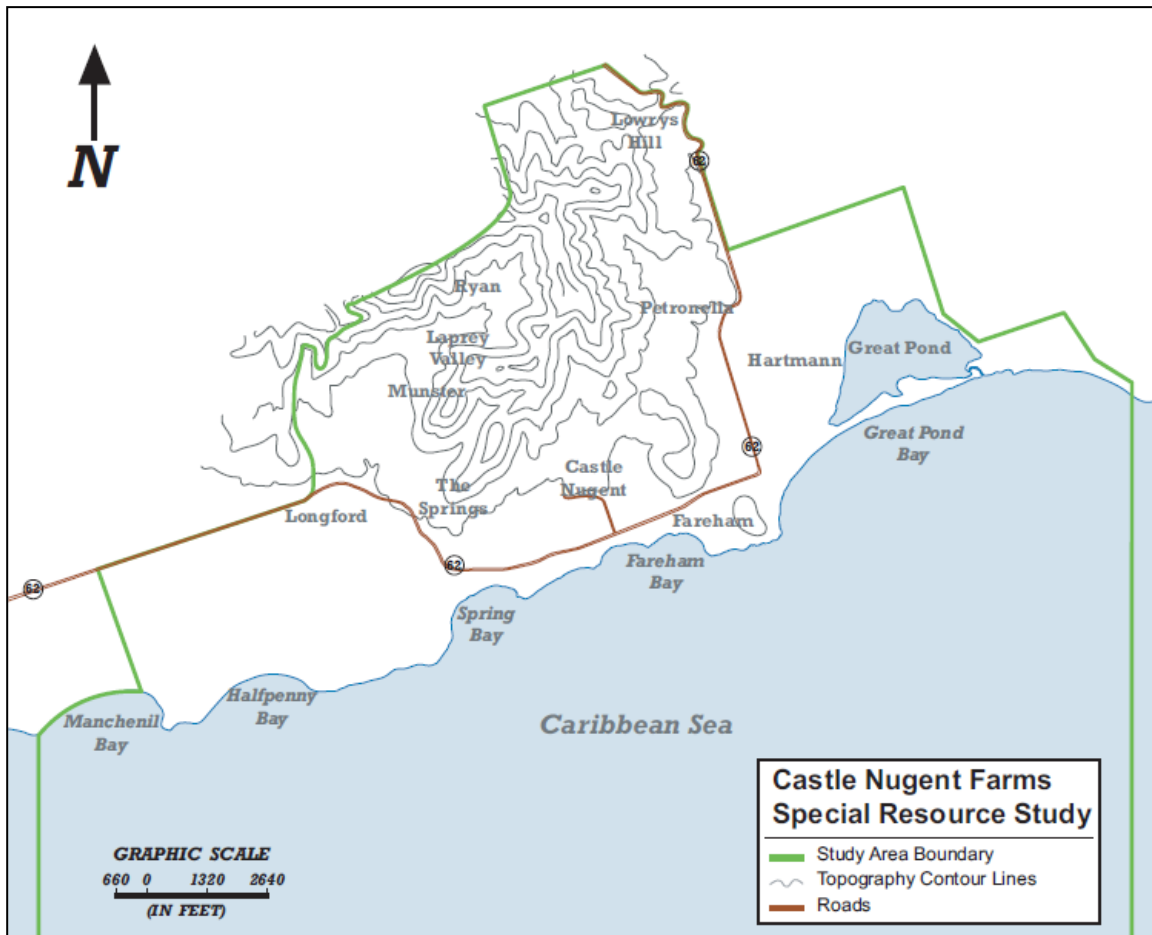 N
Lowrys
Hill
62
Ryan
Petronella
Laprey
Valley
Munster
Hartmann
Great Pond
Great Pond
Bay
62
Castle
Nugent
The
Springs
Longford
Fareham
62
62
Fareham
Bay
Spring
Bay
Halfpenny
Bay
Manchenil
Bay
Caribbean Sea
Castle Nugent Farms
Special Resource Study
Study Area Boundary
Topography Contour Lines
Roads
GRAPHIC SCALE
660 0 1320 2640
(IN FEET)